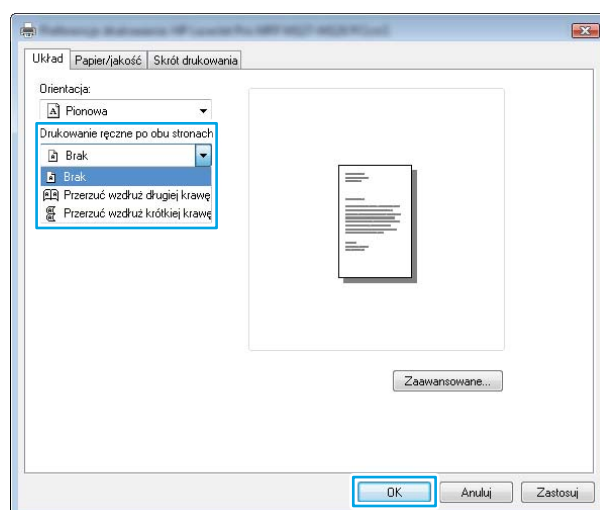 Układ Papier/jakość Skrót drukowania
Orientacja:
Pionowa
Drukowanie ręczne po obu stronach
Brak
Brak
Przerzuć wzdłuż długiej krawę
Przerzuć wzdłuż krótkiej krawę
Zaawansowane...
OK Anuluj Zastosuj